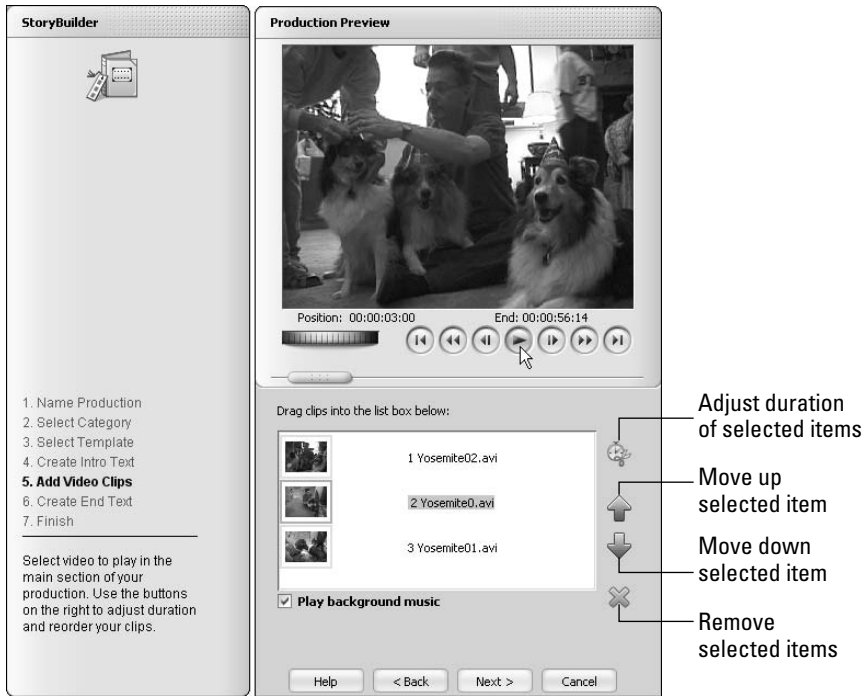 StoryBuilder
1. Name Production
2. Select Category
3. Select Template
4. Create Intro Text
5. Add Video Clips
6. Create End Text
7. Finish
Select video to play in the
main section of your
production. Use the buttons
on the right to adjust duration
and reorder your clips.
Production Preview
Position: 00:00:03:00
End: 00:00:56:14
Drag clips into the list box below:
1 Yosemite02.avi
2 Yosemite0.avi
3 Yosemite01.avi
Play background music
Help
< Back
Next >
Cancel
Adjust duration
of selected items
Move up
selected item
Move down
selected item
Remove
selected items